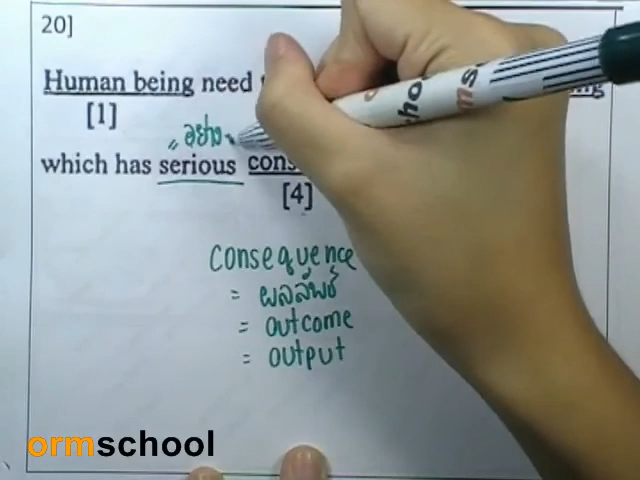 20]
Human being need
[1]
" อย่าง
which has serious
[4]
consequence
= ผลลัพธ์
= outcome
= output
ormschool